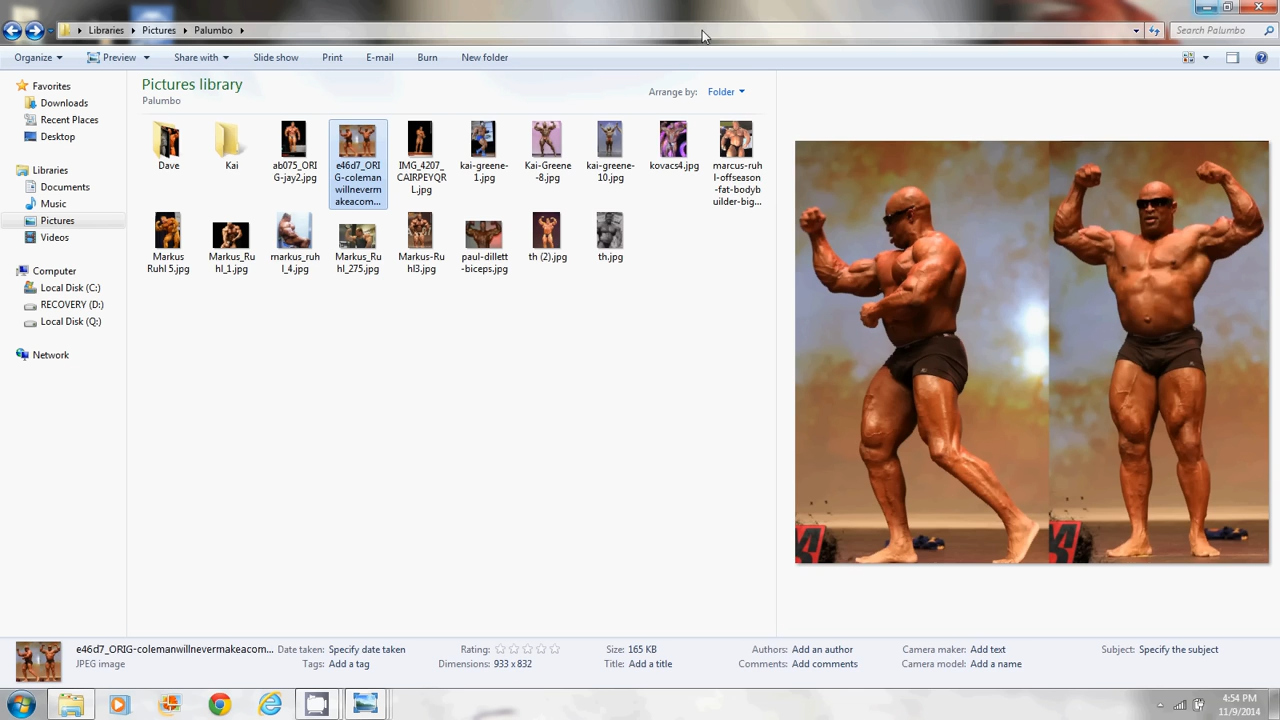 Libraries Pictures Palumbo
Search Palumbo
Organize Preview Share with Slide show Print E-mail Burn New folder
Favorites
Downloads
Recent Places
Desktop
Libraries
Documents
Music
Pictures
Videos
Computer
Local Disk (C:)
RECOVERY (D:)
Local Disk (Q:)
Network
Pictures library
Palumbo
Arrange by: Folder
Dave
Kai
ab075_ORI
G-jay2.jpg
e46d7_ORI
G-coleman
willneverm
akeacom...
IMG_4207_
CAIRPEYQR
L.jpg
kai-greene-
1.jpg
Kai-Greene
-8.jpg
kai-greene-
10.jpg
kovacs4.jpg
marcus-ruh
l-offseason
-fat-bodyb
uilder-big...
Markus
Ruhl 5.jpg
Markus_Ru
hl_1.jpg
markus_ruh
l_4.jpg
Markus_Ru
hl_275.jpg
Markus-Ru
hl3.jpg
paul-dillett
-biceps.jpg
th (2).jpg
th.jpg
e46d7_ORIG-colemanwillnevermakeacom... Date taken: Specify date taken Rating: Size: 165 KB Authors: Add an author Camera maker: Add text Subject: Specify the subject
JPEG image Tags: Add a tag Dimensions: 933 x 832 Title: Add a title Comments: Add comments Camera model: Add a name
4:54 PM
11/9/2014